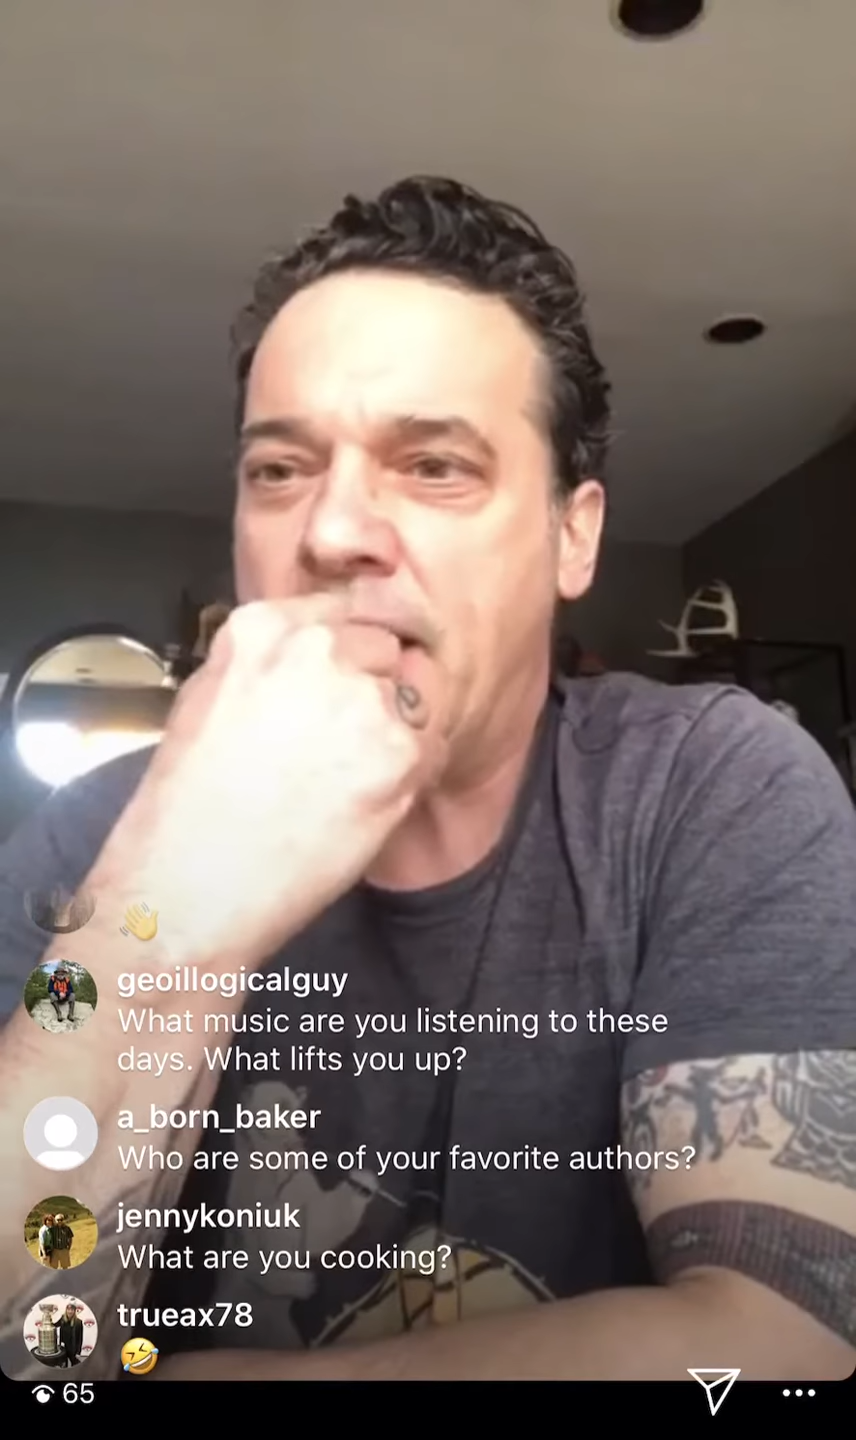 👋
geoillogicalguy
What music are you listening to these
days. What lifts you up?
a_born_baker
Who are some of your favorite authors?
jennykoniuk
What are you cooking?
trueax78
🤣
65